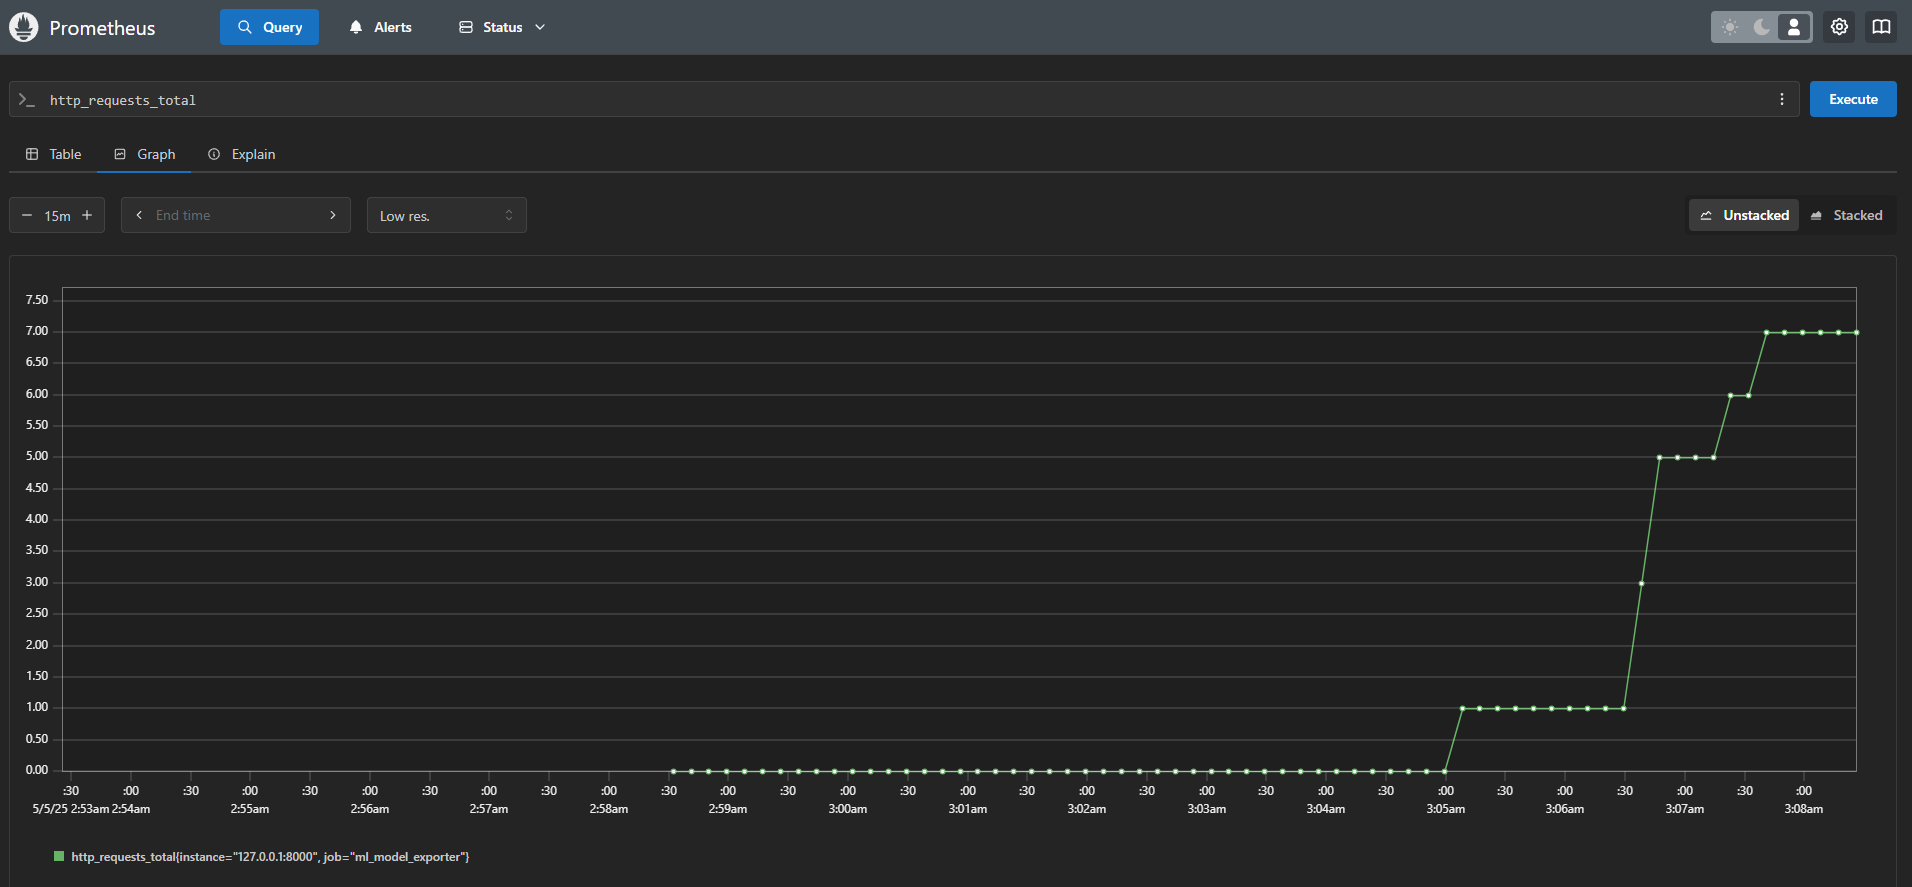 Prometheus Query Alerts Status
http_requests_total Execute
Table Graph Explain
15m End time Low res. Unstacked Stacked
7.50
7.00
6.50
6.00
5.50
5.00
4.50
4.00
3.50
3.00
2.50
2.00
1.50
1.00
0.50
0.00
:30 :00 :30 :00 :30 :00 :30 :00 :30 :00 :30 :00 :30 :00 :30 :00 :30 :00 :30 :00 :30 :00 :30 :00 :30 :00 :30 :00 :30 :00
5/5/25 2:53am 2:54am 2:55am 2:56am 2:57am 2:58am 2:59am 3:00am 3:01am 3:02am 3:03am 3:04am 3:05am 3:06am 3:07am 3:08am
http_requests_total{instance="127.0.0.1:8000", job="ml_model_exporter"}